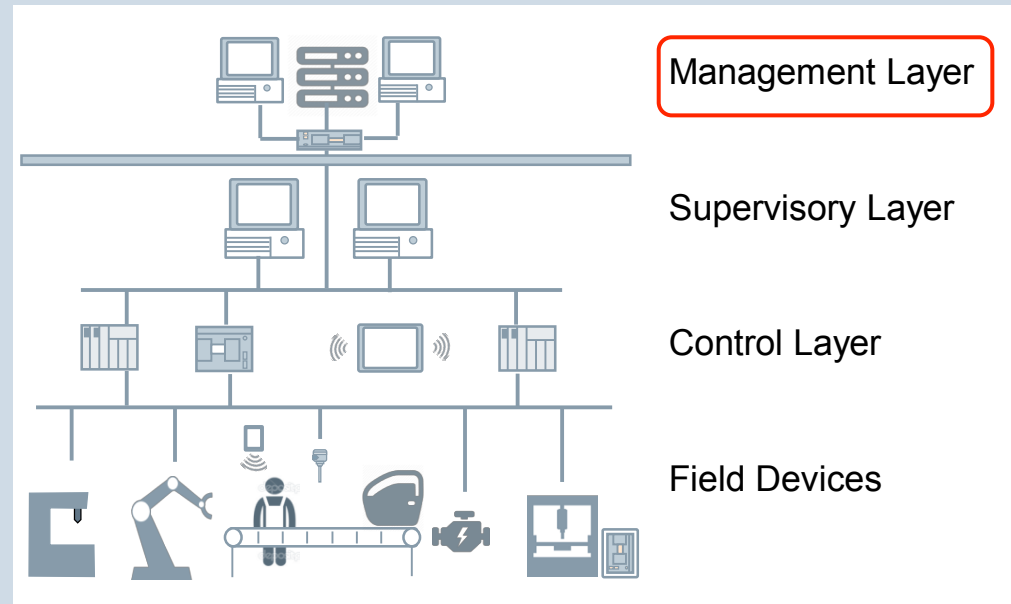 Management Layer
Supervisory Layer
Control Layer
Field Devices